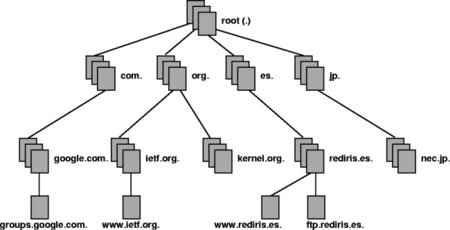 root (.)
com.
org.
es.
jp.
google.com.
ietf.org.
kernel.org.
rediris.es.
nec.jp.
groups.google.com.
www.ietf.org.
www.rediris.es.
ftp.rediris.es.